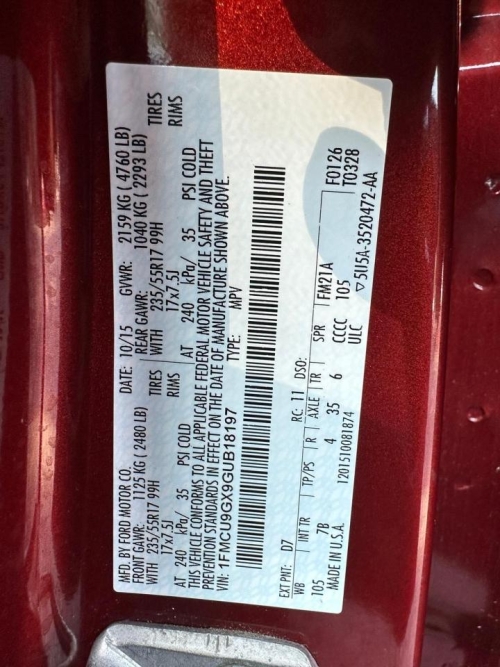 MFD. BY FORD MOTOR CO.
DATE: 10/15 GVWR: 2159 KG ( 4760 LB)
FRONT GAWR: 1125 KG ( 2480 LB) REAR GAWR: 1040 KG ( 2293 LB)
WITH 235/55R17 99H TIRES WITH 235/55R17 99H TIRES
17x7.5J RIMS 17x7.5J RIMS
AT 240 kPa/ 35 PSI COLD AT 240 kPa/ 35 PSI COLD
THIS VEHICLE CONFORMS TO ALL APPLICABLE FEDERAL MOTOR VEHICLE SAFETY AND THEFT
PREVENTION STANDARDS IN EFFECT ON THE DATE OF MANUFACTURE SHOWN ABOVE.
VIN: 1FMCU9GX9GUB18197 TYPE: MPV
F0126
T0328
EXT PNT: D7 RC: 11 DSO: FM21A
WB INT TR TP/PS R AXLE TR SPR
105 7B 4 35 6 CCCC 105
MADE IN U.S.A. ULC
1201510081874 ▽5U5A-3520472-AA